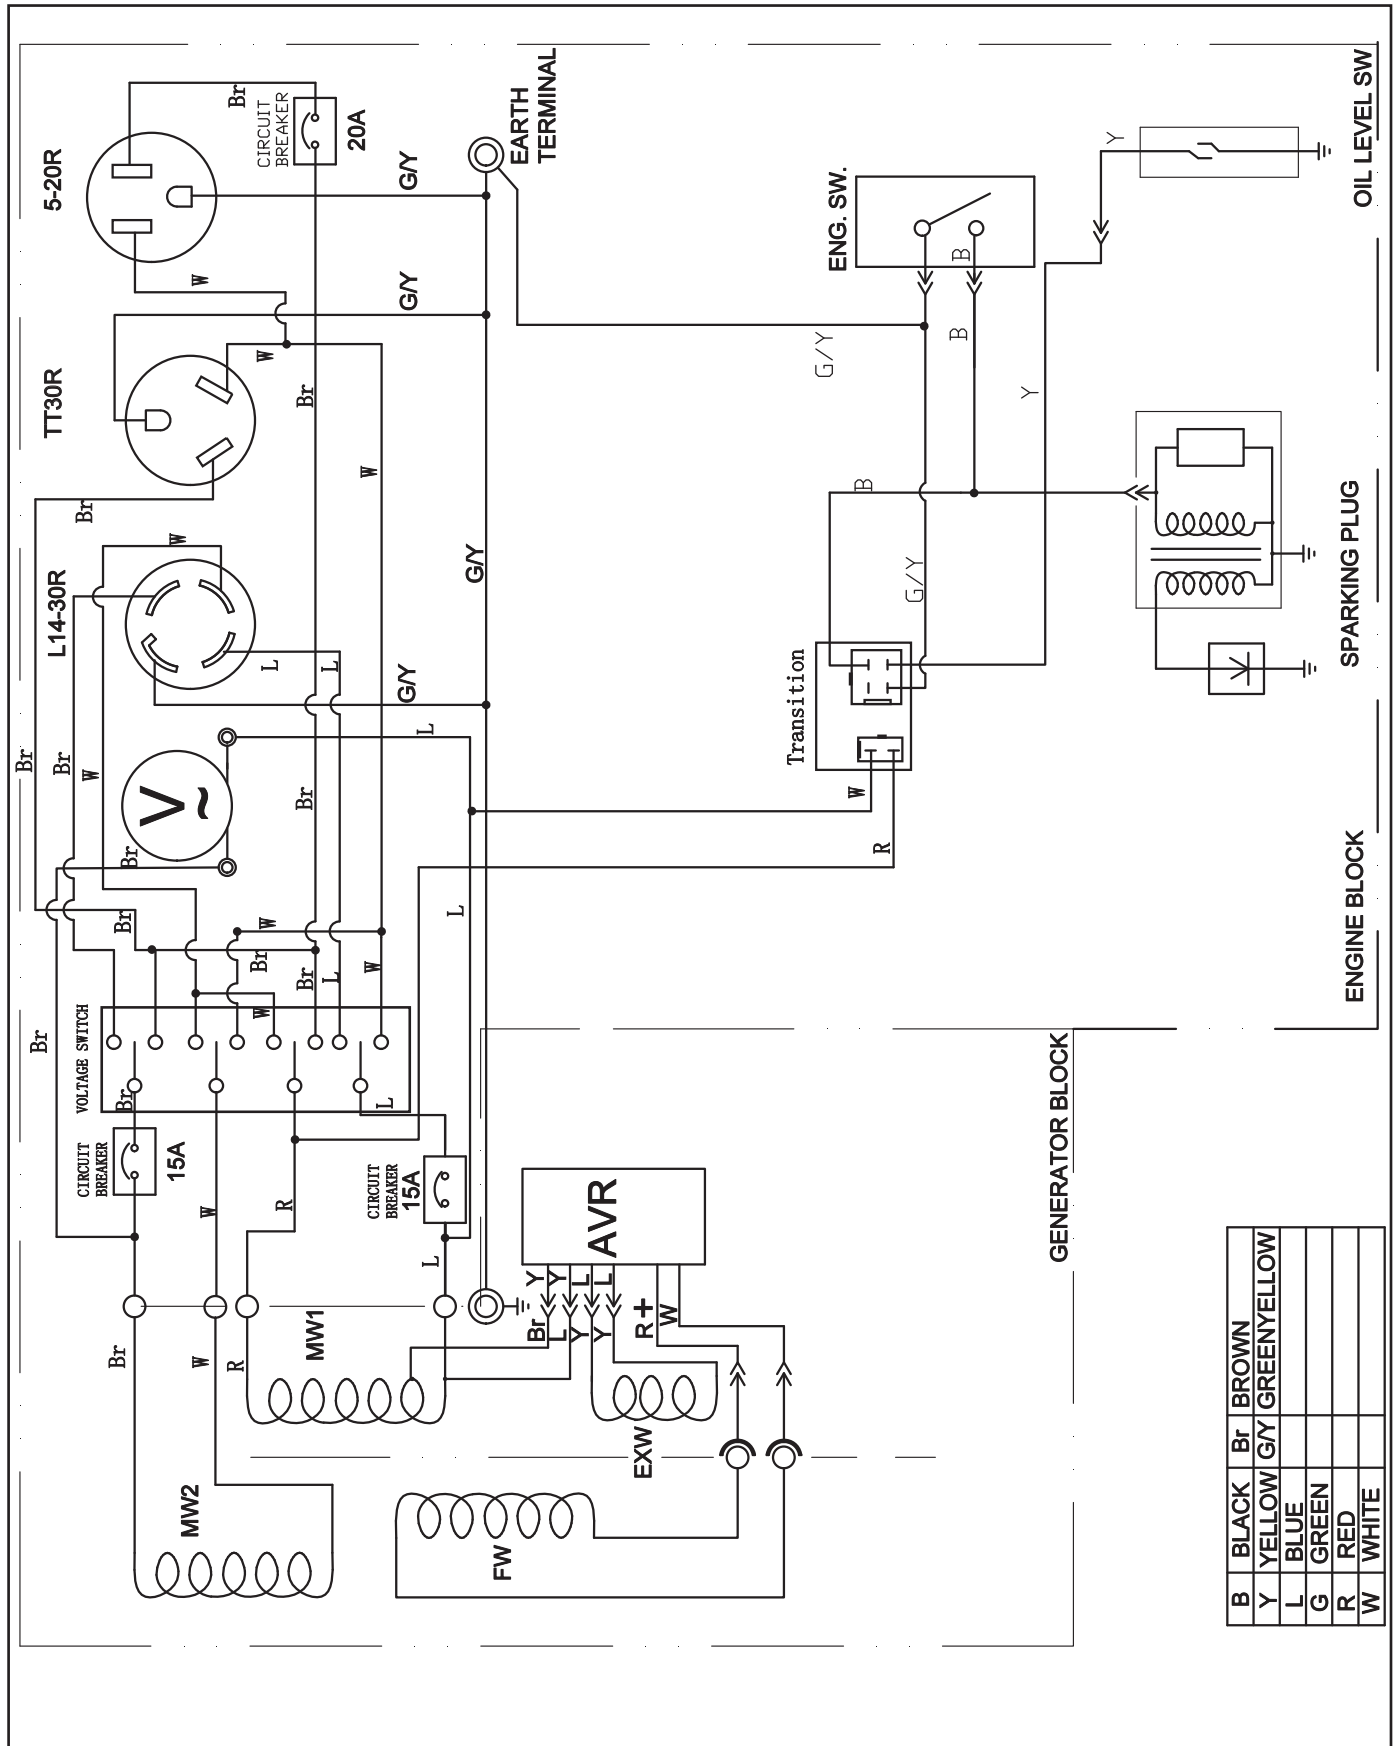 5-20R
Br
CIRCUIT
BREAKER
20A
W
G/Y
EARTH
TERMINAL
G/Y
TT30R
W
Br
W
Br
ENG. SW.
B
B
G/Y
Y
Y
OIL LEVEL SW
L14-30R
W
L
L
G/Y
G/Y
B
G/Y
SPARKING PLUG
Br
Br
W
V
~
Br
Br
L
Transition
W
R
Br
W
Br
Br
L
W
W
L
ENGINE BLOCK
Br
VOLTAGE SWITCH
Br
L
CIRCUIT
BREAKER
15A
W
R
CIRCUIT
BREAKER
15A
L
AVR
Y
Y
L
L
Br
L
Y
Y
R+
W
GENERATOR BLOCK
Br
W
R
MW1
EXW
MW2
FW
B BLACK Br BROWN
Y YELLOW G/Y GREENYELLOW
L BLUE
G GREEN
R RED
W WHITE